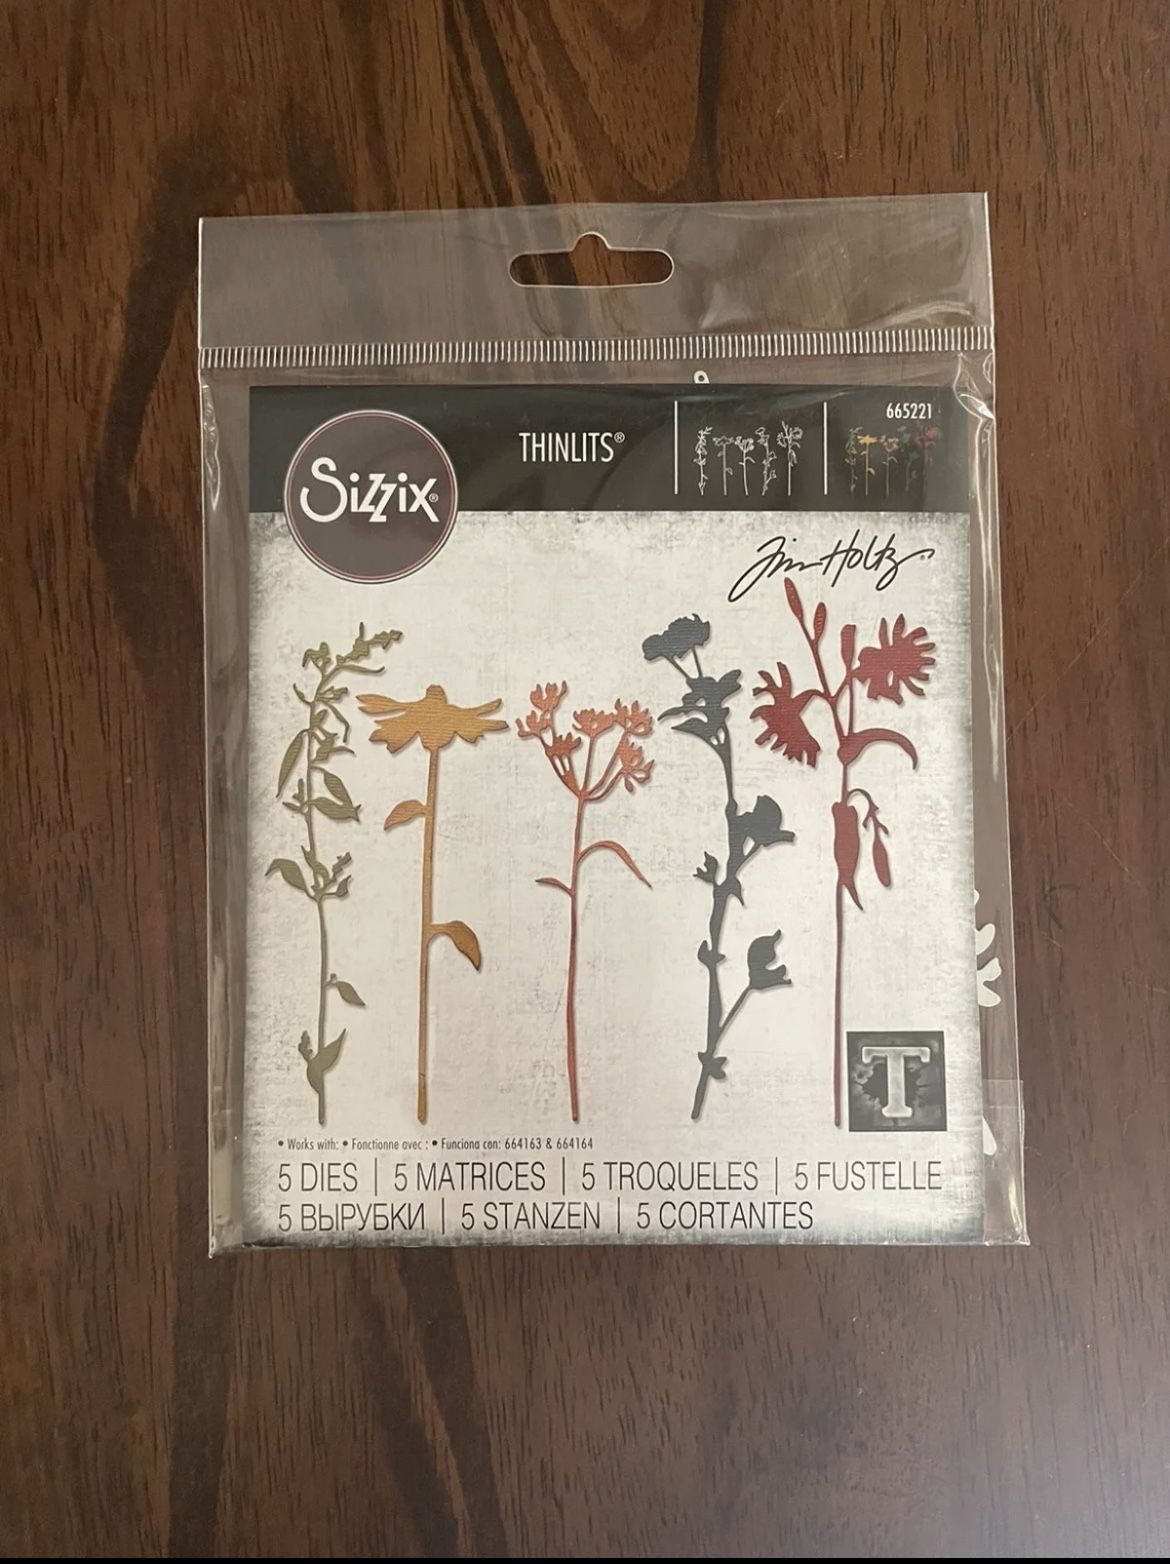 665221
THINLITS®
Sizzix®
Tim Holtz®
T
• Works with: • Fonctionne avec : • Funciona con: 664163 & 664164
5 DIES | 5 MATRICES | 5 TROQUELES | 5 FUSTELLE
5 ВЫРУБКИ | 5 STANZEN | 5 CORTANTES